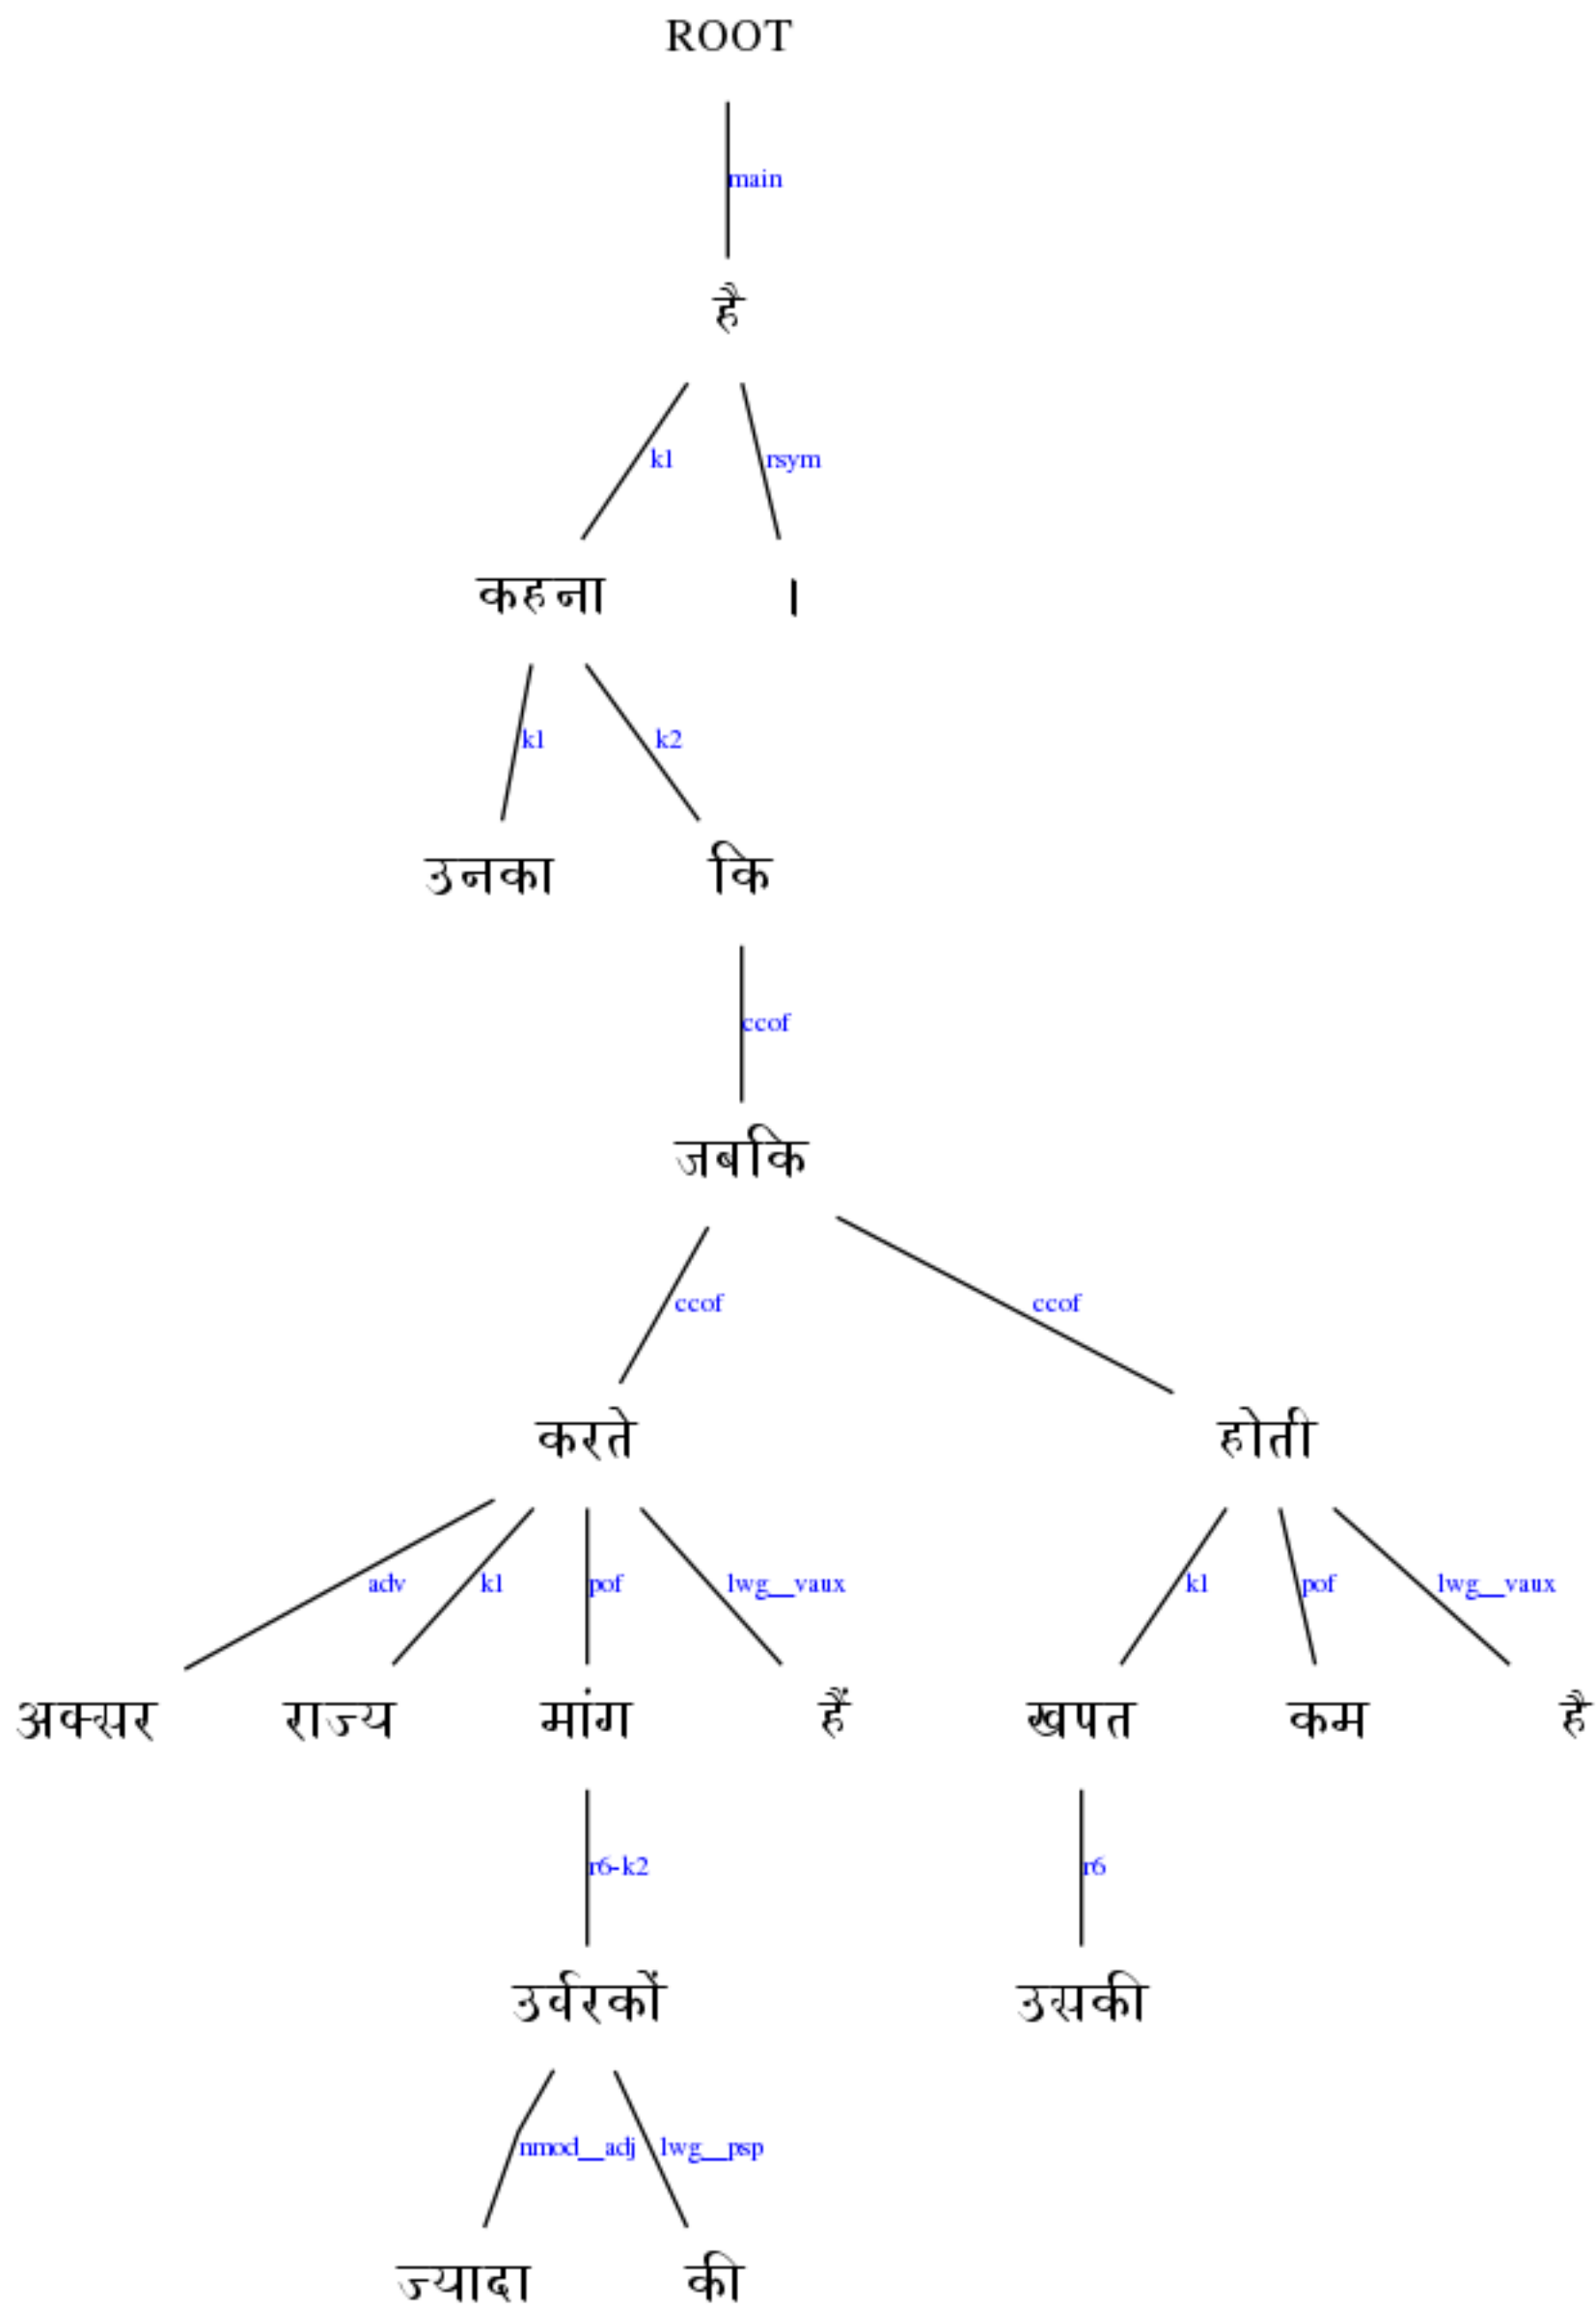 ROOT
main
है
k1 rsym
कहना ।
k1 k2
उनका कि
ccof
जबकि
ccof ccof
करते होती
adv k1 pof lwg__vaux k1 pof lwg__vaux
अक्सर राज्य मांग हैं खपत कम है
r6-k2 r6
उर्वरकों उसकी
nmod__adj lwg__psp
ज्यादा की